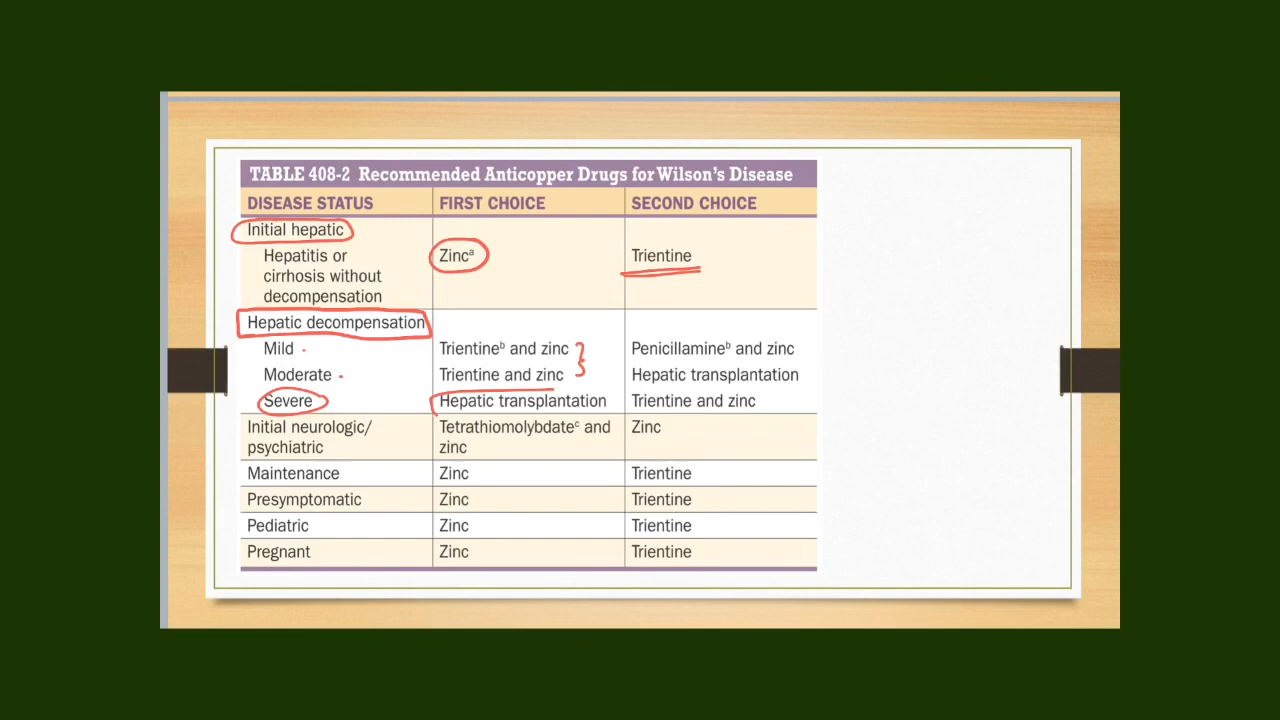 TABLE 408-2 Recommended Anticopper Drugs for Wilson's Disease
DISEASE STATUS FIRST CHOICE SECOND CHOICE
Initial hepatic
Hepatitis or Zincᵃ Trientine
cirrhosis without
decompensation
Hepatic decompensation
Mild Trientineᵇ and zinc Penicillamineᵇ and zinc
Moderate Trientine and zinc Hepatic transplantation
Severe Hepatic transplantation Trientine and zinc
Initial neurologic/ Tetrathiomolybdateᶜ and Zinc
psychiatric zinc
Maintenance Zinc Trientine
Presymptomatic Zinc Trientine
Pediatric Zinc Trientine
Pregnant Zinc Trientine